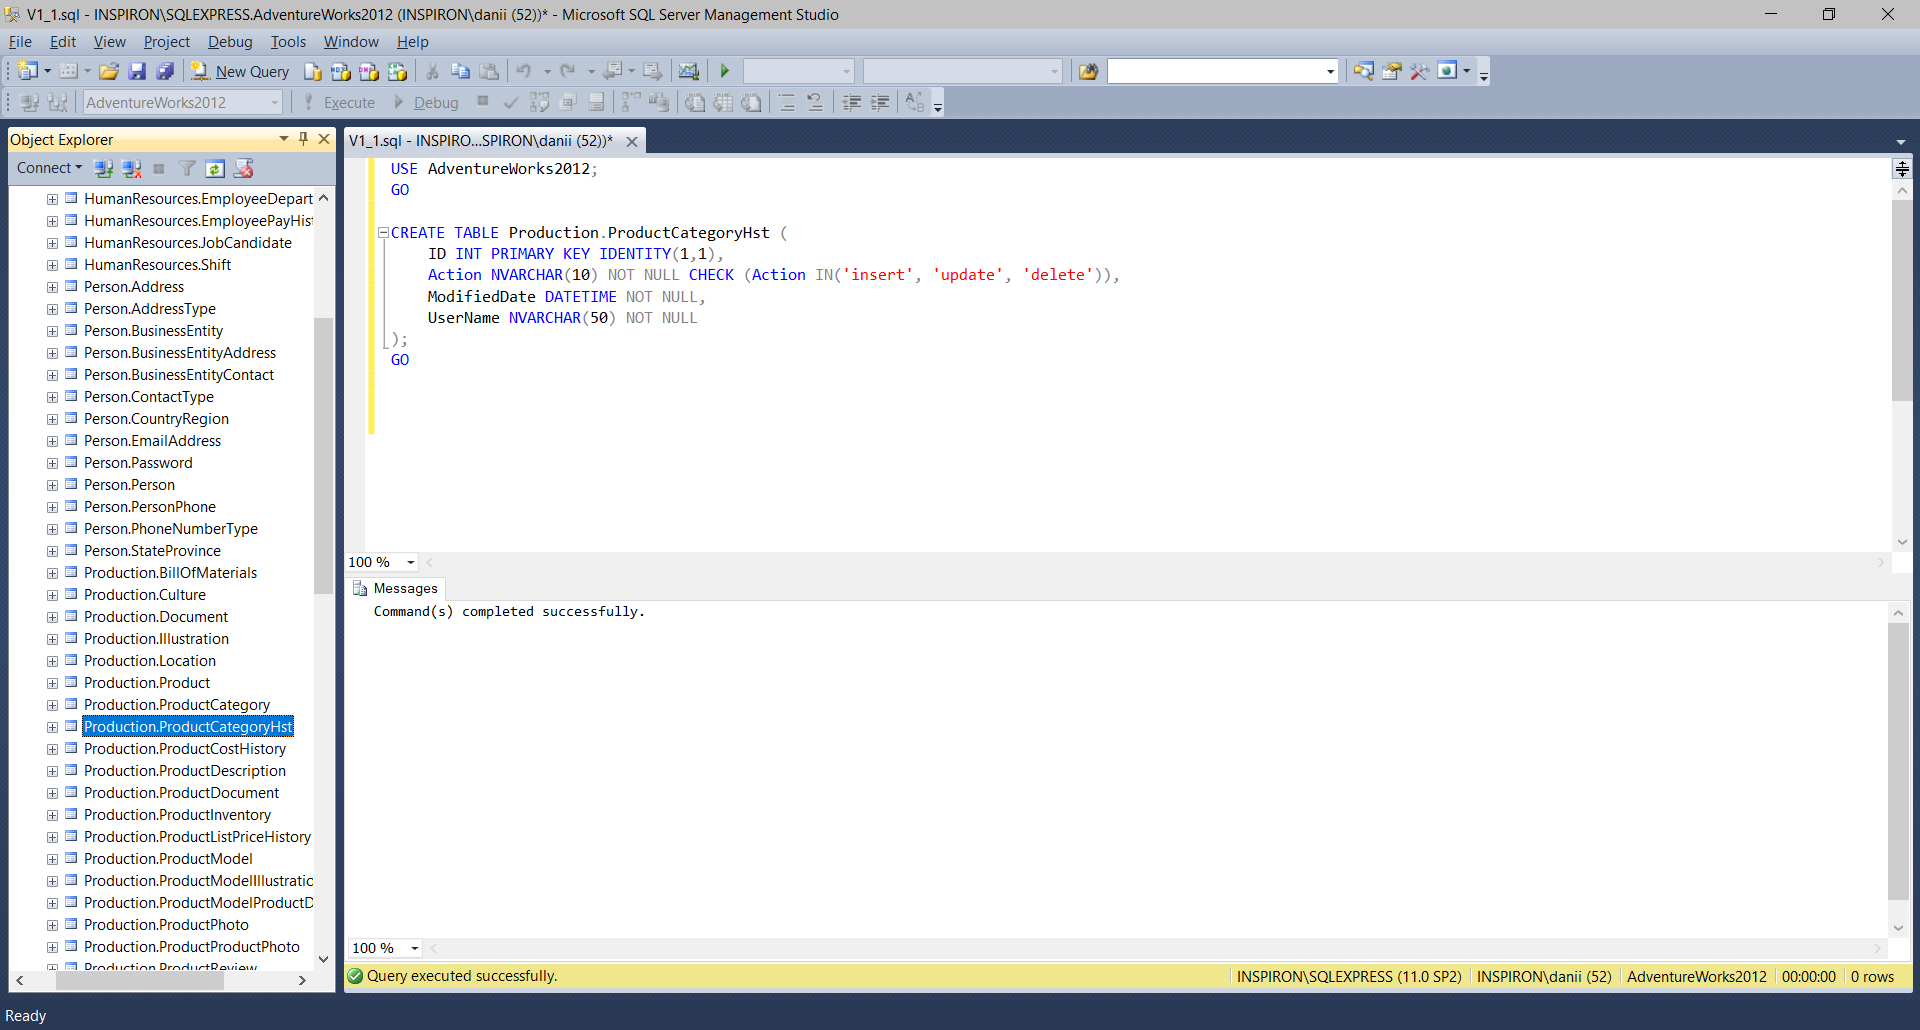 V1_1.sql - INSPIRON\SQLEXPRESS.AdventureWorks2012 (INSPIRON\danii (52))* - Microsoft SQL Server Management Studio
File Edit View Project Debug Tools Window Help
New Query
AdventureWorks2012 Execute Debug
Object Explorer
Connect
HumanResources.EmployeeDepart
HumanResources.EmployeePayHist
HumanResources.JobCandidate
HumanResources.Shift
Person.Address
Person.AddressType
Person.BusinessEntity
Person.BusinessEntityAddress
Person.BusinessEntityContact
Person.ContactType
Person.CountryRegion
Person.EmailAddress
Person.Password
Person.Person
Person.PersonPhone
Person.PhoneNumberType
Person.StateProvince
Production.BillOfMaterials
Production.Culture
Production.Document
Production.Illustration
Production.Location
Production.Product
Production.ProductCategory
Production.ProductCategoryHst
Production.ProductCostHistory
Production.ProductDescription
Production.ProductDocument
Production.ProductInventory
Production.ProductListPriceHistory
Production.ProductModel
Production.ProductModelIllustratio
Production.ProductModelProductD
Production.ProductPhoto
Production.ProductProductPhoto
Production.ProductReview
V1_1.sql - INSPIRO...SPIRON\danii (52))*
USE AdventureWorks2012;
GO
CREATE TABLE Production.ProductCategoryHst (
ID INT PRIMARY KEY IDENTITY(1,1),
Action NVARCHAR(10) NOT NULL CHECK (Action IN('insert', 'update', 'delete')),
ModifiedDate DATETIME NOT NULL,
UserName NVARCHAR(50) NOT NULL
);
GO
100 %
Messages
Command(s) completed successfully.
100 %
Query executed successfully. INSPIRON\SQLEXPRESS (11.0 SP2) INSPIRON\danii (52) AdventureWorks2012 00:00:00 0 rows
Ready